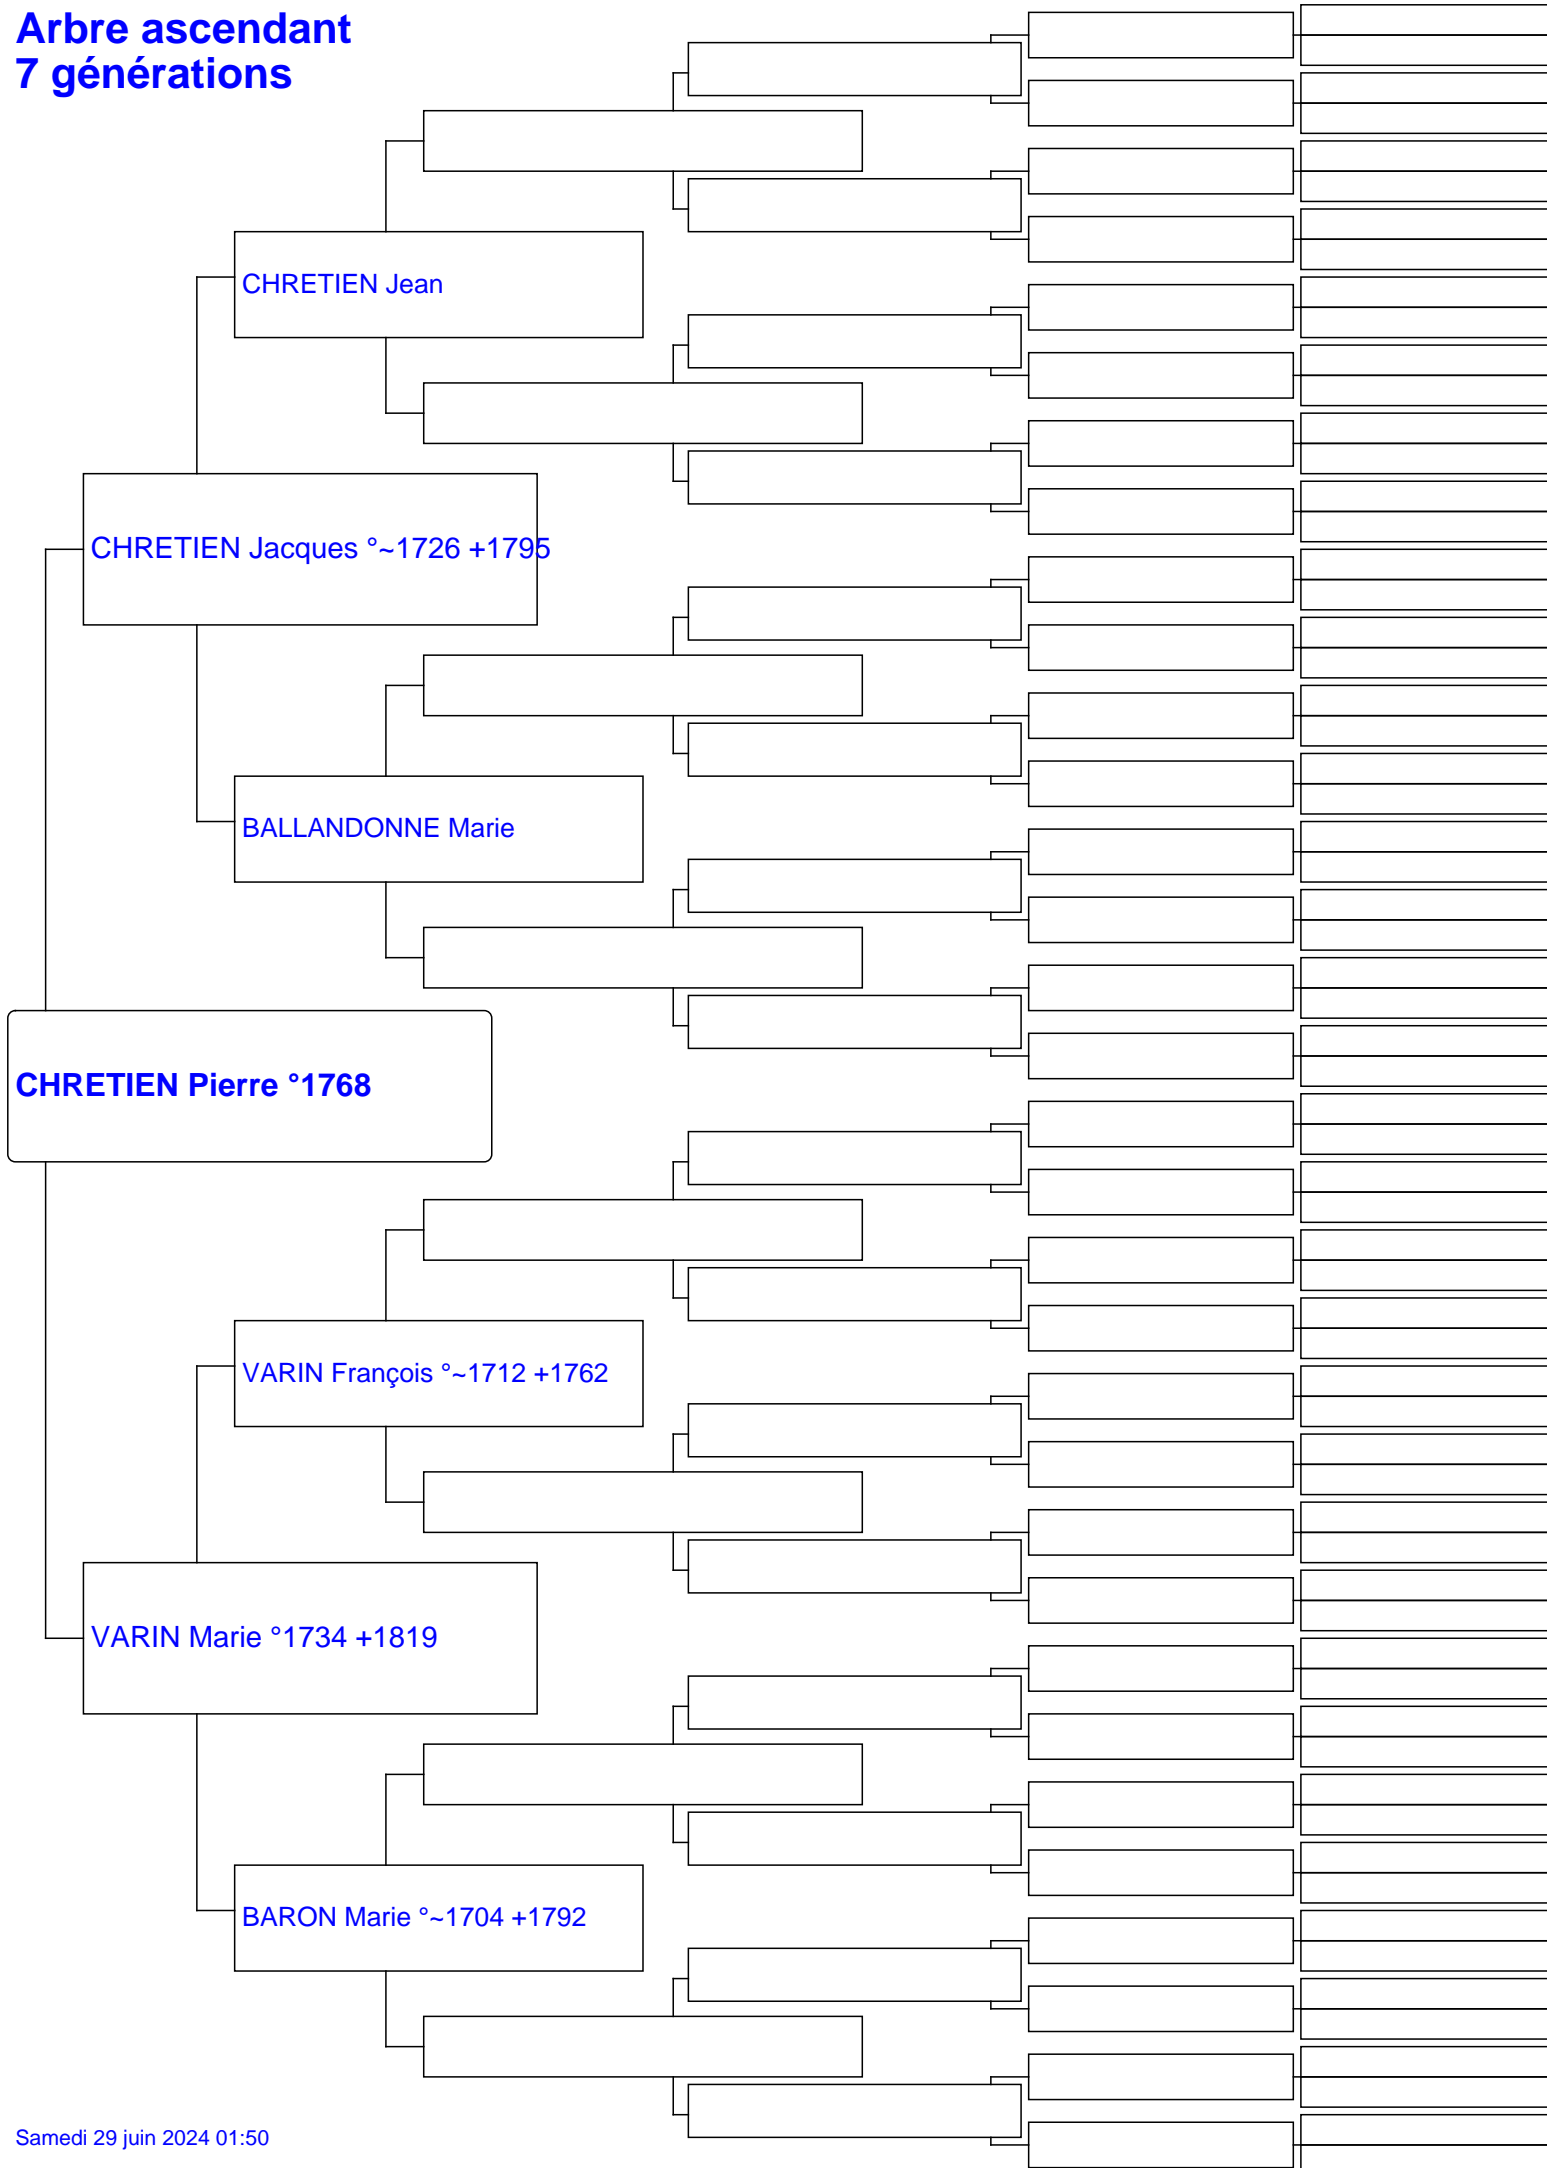 Arbre ascendant
7 générations
CHRETIEN Jean
CHRETIEN Jacques °~1726 +1795
BALLANDONNE Marie
CHRETIEN Pierre °1768
VARIN François °~1712 +1762
VARIN Marie °1734 +1819
BARON Marie °~1704 +1792
Samedi 29 juin 2024 01:50